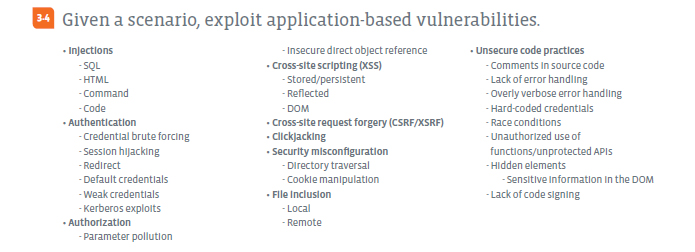 3.4 Given a scenario, exploit application-based vulnerabilities.
• Injections
- SQL
- HTML
- Command
- Code
• Authentication
- Credential brute forcing
- Session hijacking
- Redirect
- Default credentials
- Weak credentials
- Kerberos exploits
• Authorization
- Parameter pollution
- Insecure direct object reference
• Cross-site scripting (XSS)
- Stored/persistent
- Reflected
- DOM
• Cross-site request forgery (CSRF/XSRF)
• Clickjacking
• Security misconfiguration
- Directory traversal
- Cookie manipulation
• File inclusion
- Local
- Remote
• Unsecure code practices
- Comments in source code
- Lack of error handling
- Overly verbose error handling
- Hard-coded credentials
- Race conditions
- Unauthorized use of
functions/unprotected APIs
- Hidden elements
- Sensitive information in the DOM
- Lack of code signing